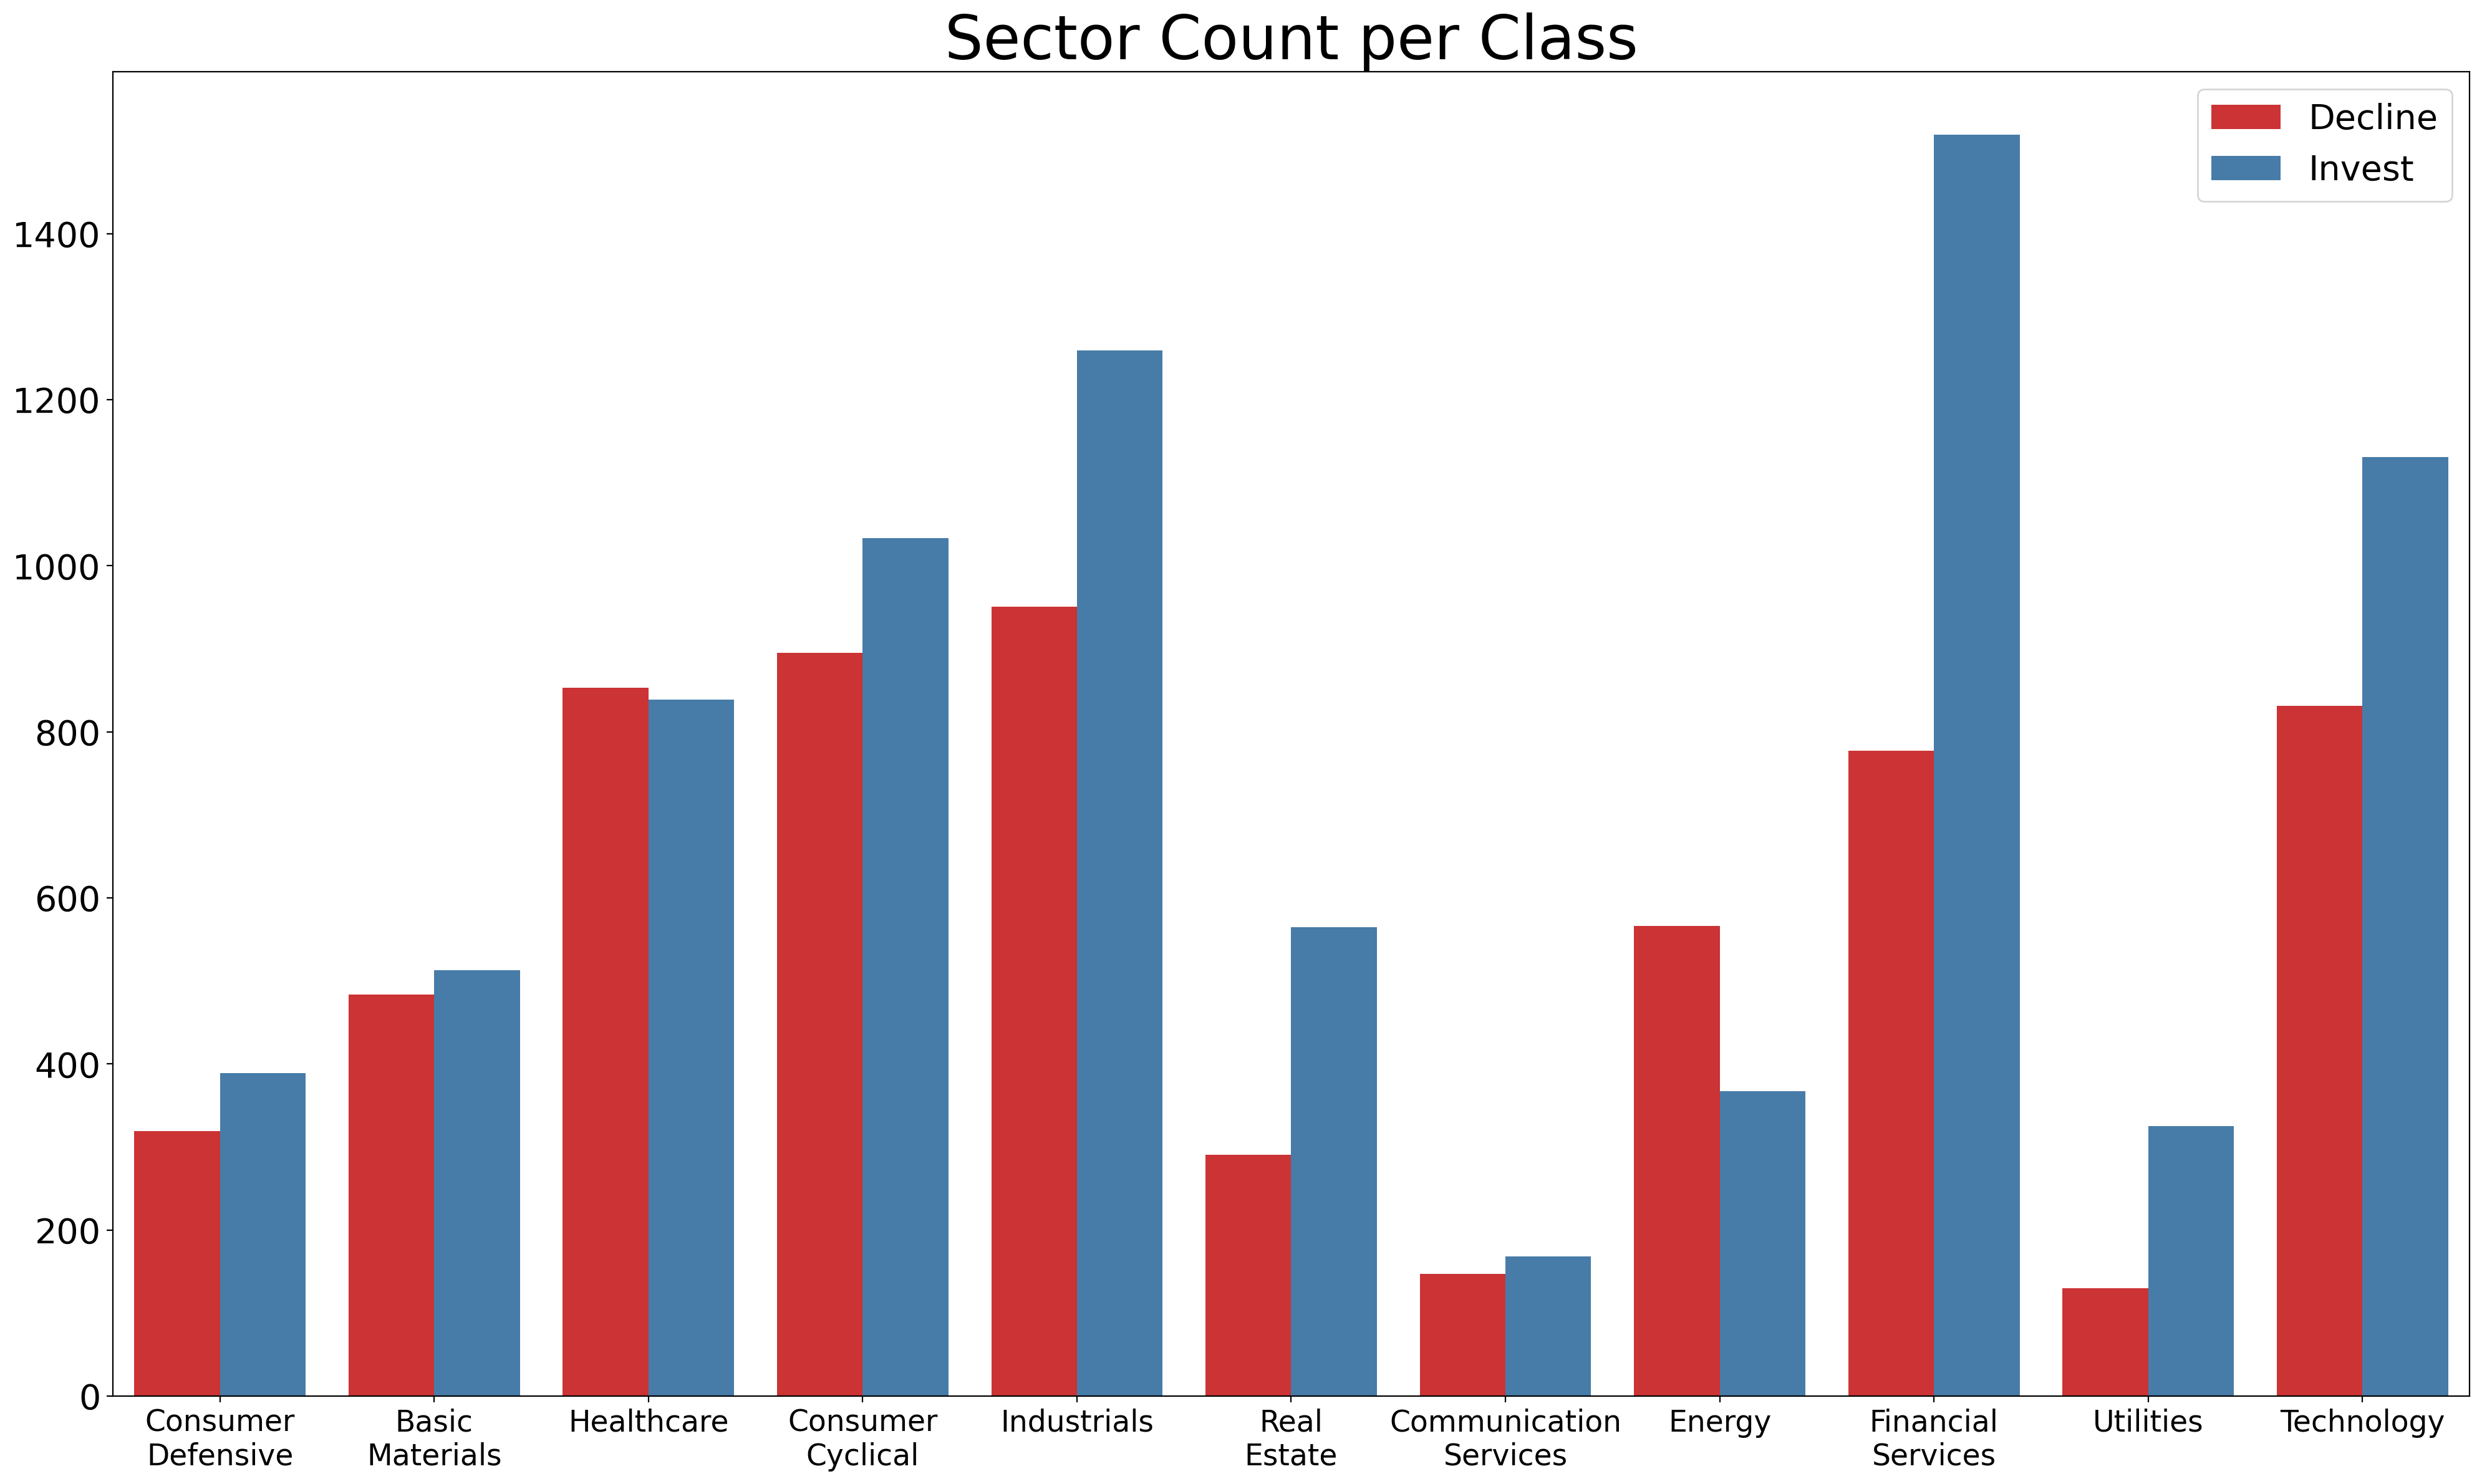 Sector Count per Class
Decline
Invest
1400
1200
1000
800
600
400
200
0
Consumer
Defensive
Basic
Materials
Healthcare
Consumer
Cyclical
Industrials
Real
Estate
Communication
Services
Energy
Financial
Services
Utilities
Technology